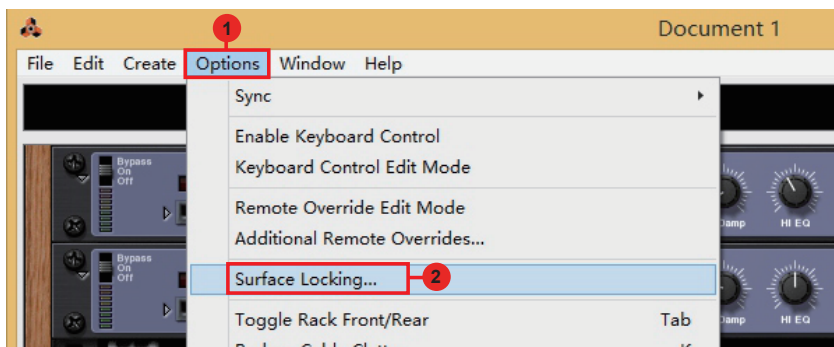 1
Document 1
File Edit Create Options Window Help
Sync
Enable Keyboard Control
Keyboard Control Edit Mode
Remote Override Edit Mode
Additional Remote Overrides...
Surface Locking... 2
Toggle Rack Front/Rear Tab
Bypass
On
Off
Damp HI EQ
Bypass
On
Off
Damp HI EQ